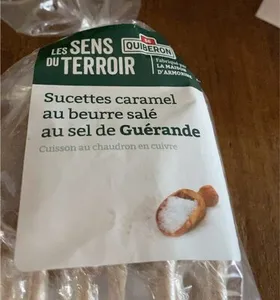 LES SENS
DU TERROIR
DE
QUIBERON
Fabriqué par
LA MAISON
D'ARMORINE
Sucettes caramel
au beurre salé
au sel de Guérande
Cuisson au chaudron en cuivre